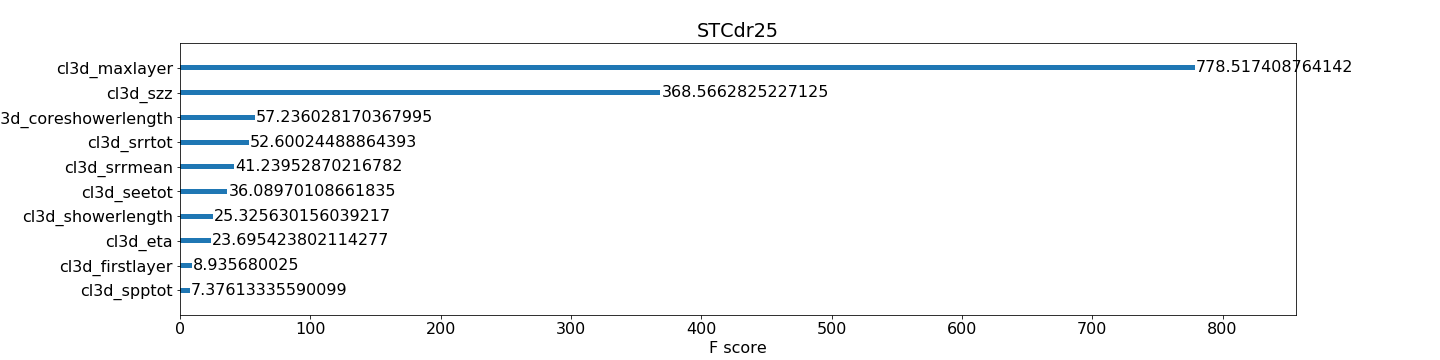 STCdr25
cl3d_maxlayer 778.517408764142
cl3d_szz 368.5662825227125
3d_coreshowerlength 57.236028170367995
cl3d_srrtot 52.60024488864393
cl3d_srrmean 41.23952870216782
cl3d_seetot 36.08970108661835
cl3d_showerlength 25.325630156039217
cl3d_eta 23.695423802114277
cl3d_firstlayer 8.935680025
cl3d_spptot 7.37613335590099
0 100 200 300 400 500 600 700 800
F score